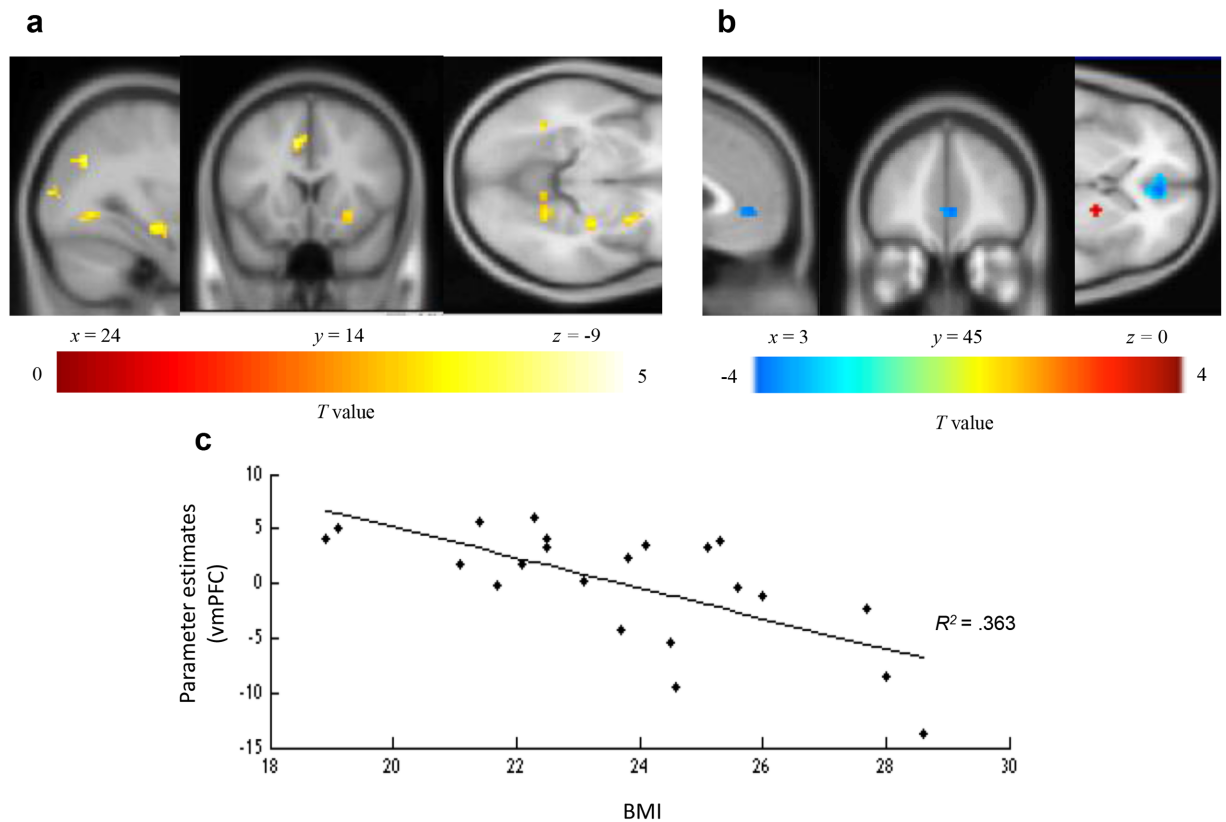 a
b
x = 24
y = 14
z = -9
x = 3
y = 45
z = 0
0
5
-4
4
T value
T value
c
10
5
0
-5
-10
-15
Parameter estimates
(vmPFC)
R² = .363
18
20
22
24
26
28
30
BMI